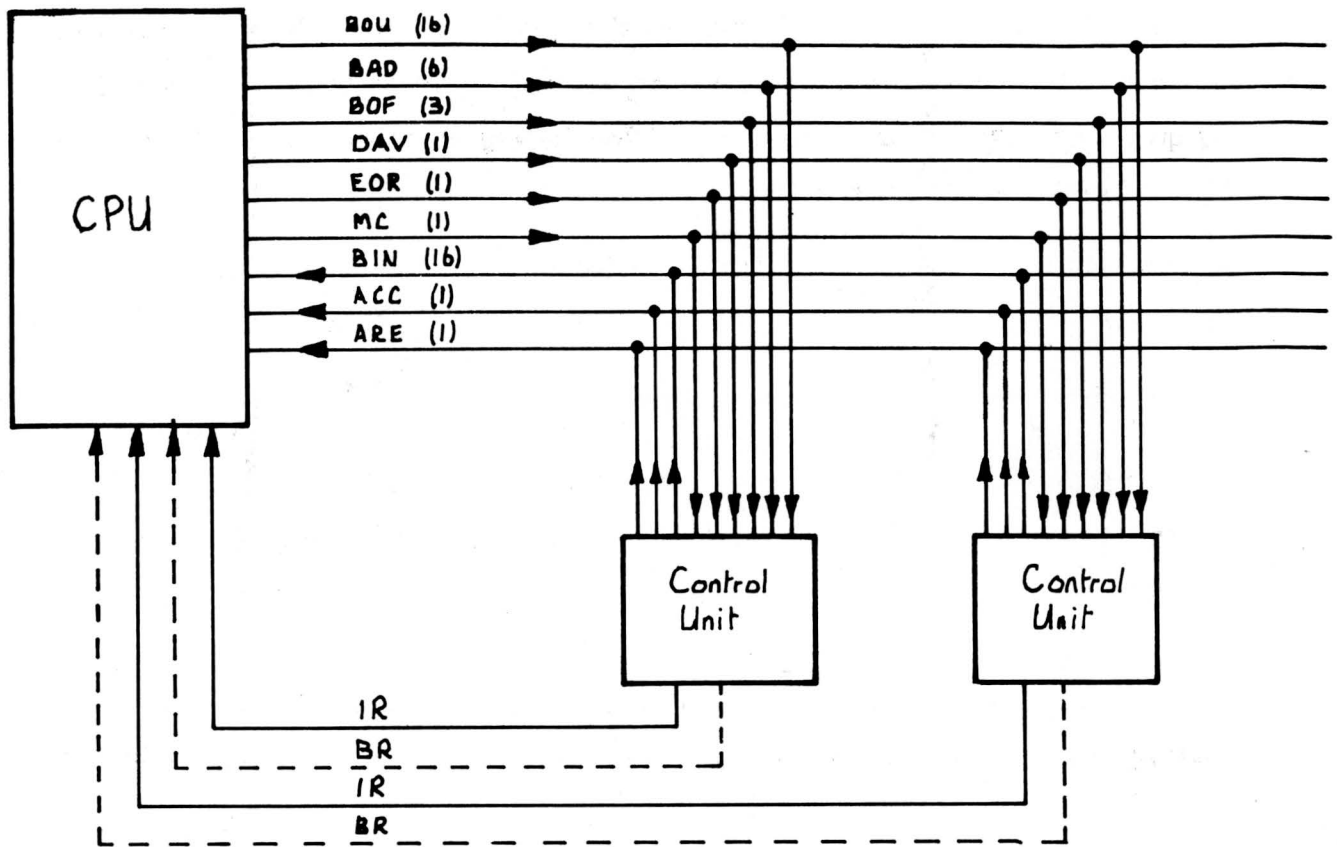 BOU (16)
BAD (6)
BOF (3)
DAV (1)
EOR (1)
MC (1)
BIN (16)
ACC (1)
ARE (1)
CPU
Control
Unit
Control
Unit
IR
BR
IR
BR